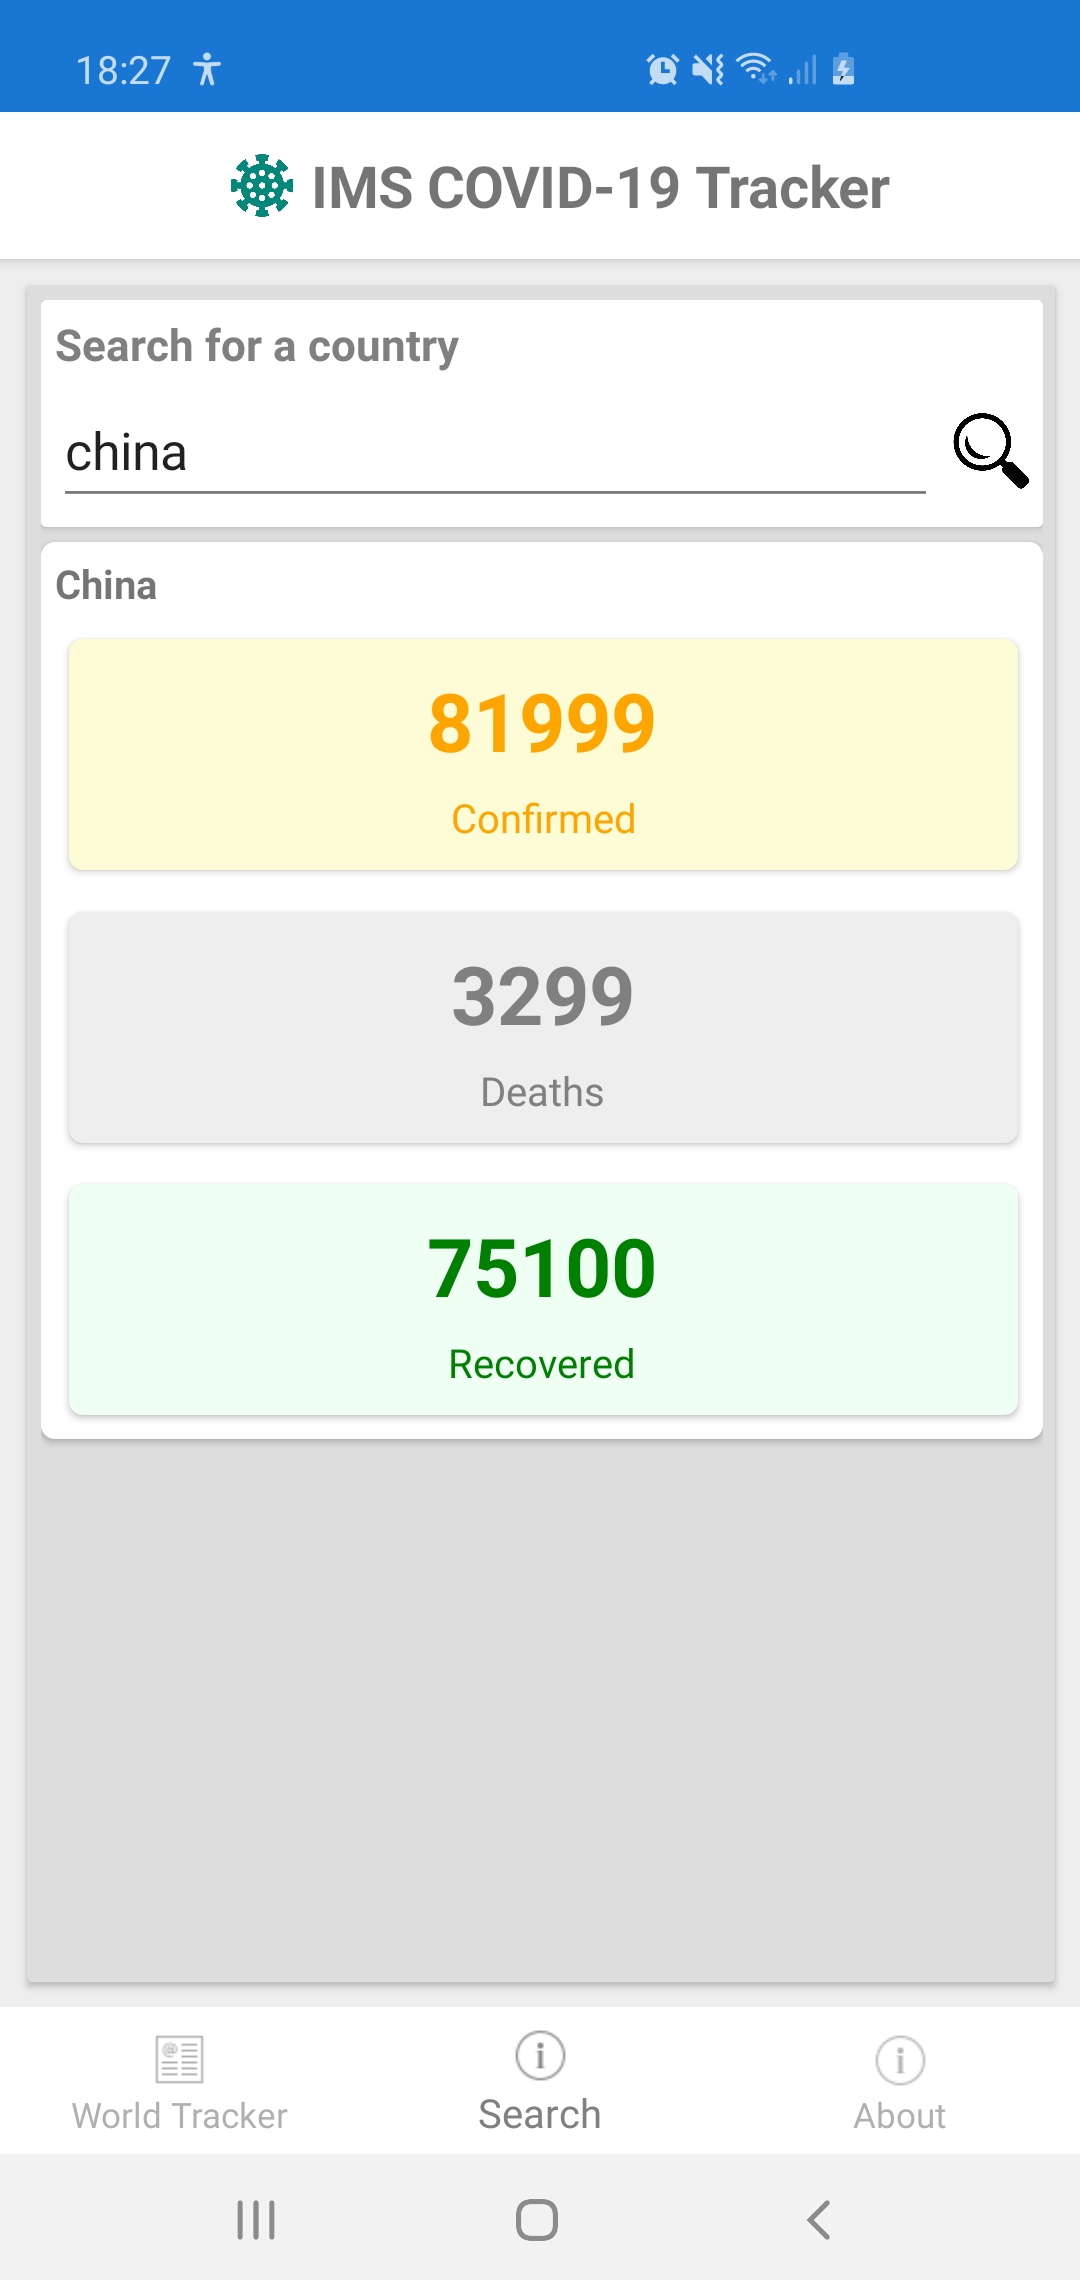 18:27
IMS COVID-19 Tracker
Search for a country
china
China
81999
Confirmed
3299
Deaths
75100
Recovered
World Tracker
Search
About